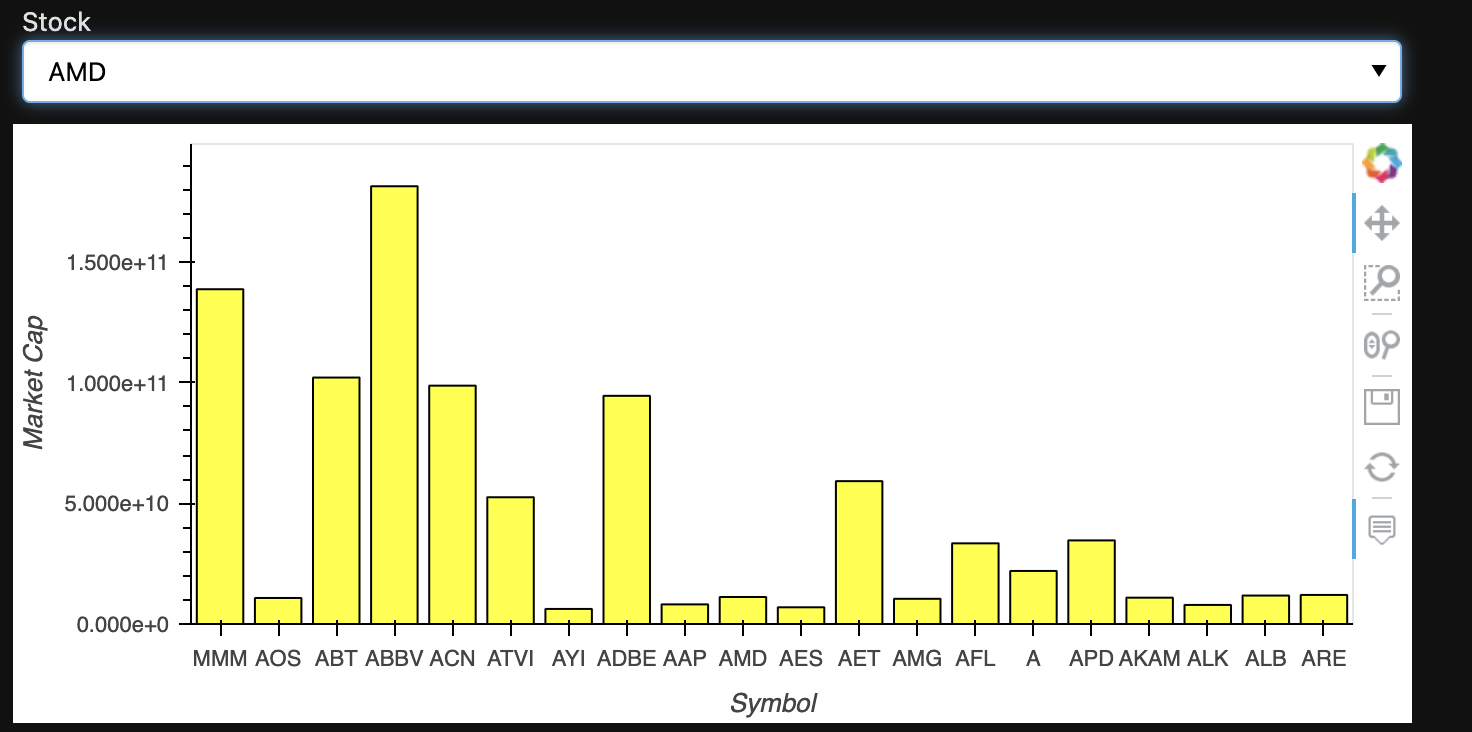 Stock
AMD
Market Cap
1.500e+11
1.000e+11
5.000e+10
0.000e+0
MMM AOS ABT ABBV ACN ATVI AYI ADBE AAP AMD AES AET AMG AFL A APD AKAM ALK ALB ARE
Symbol